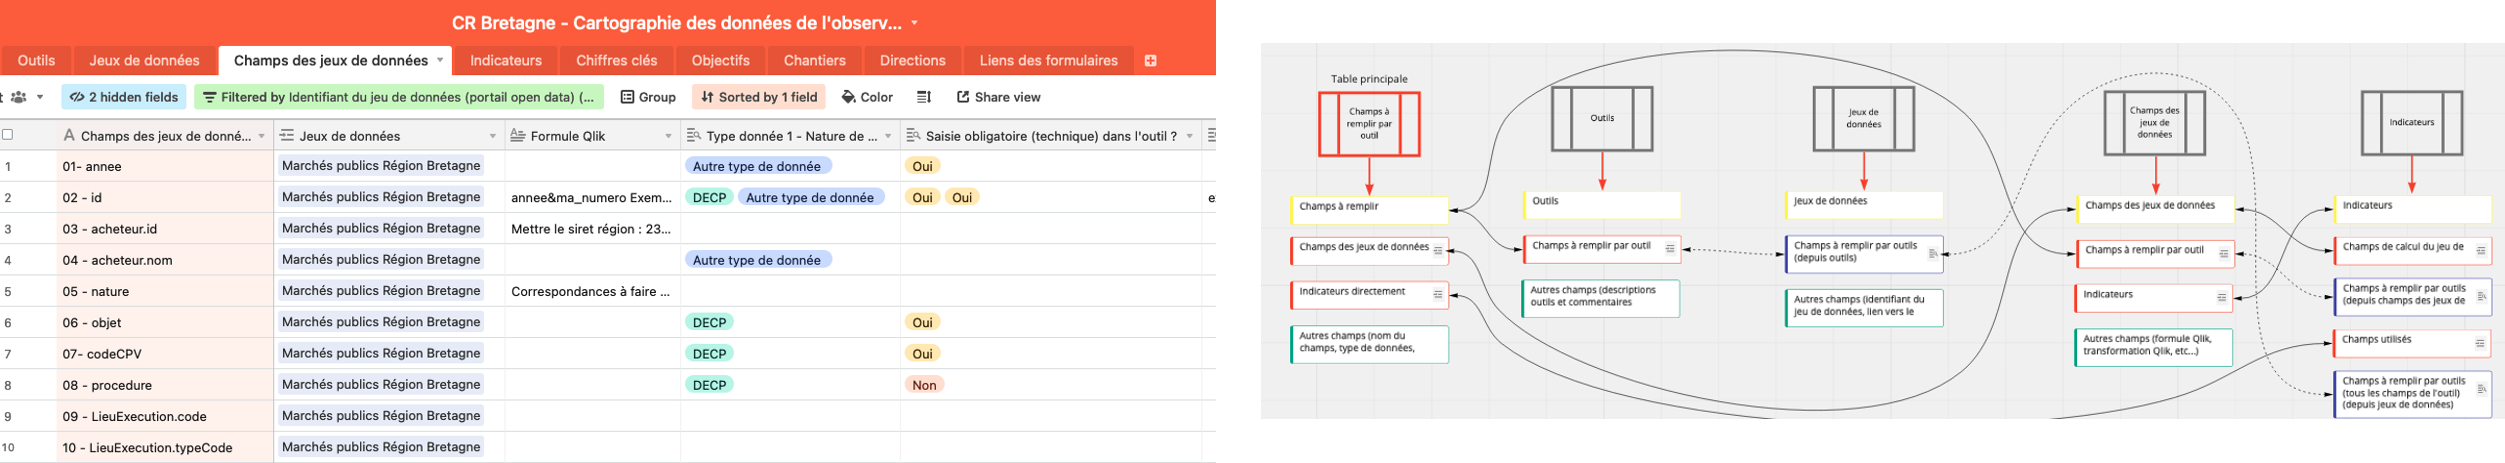 CR Bretagne - Cartographie des données de l'observ...
Outils
Jeux de données
Champs des jeux de données
Indicateurs
Chiffres clés
Objectifs
Chantiers
Directions
Liens des formulaires
2 hidden fields
Filtered by Identifiant du jeu de données (portail open data) (...
Group
Sorted by 1 field
Color
Share view
Champs des jeux de donné... Jeux de données Formule Qlik Type donnée 1 - Nature de ... Saisie obligatoire (technique) dans l'outil ?
1 01- annee Marchés publics Région Bretagne Autre type de donnée Oui
2 02 - id Marchés publics Région Bretagne annee&ma_numero Exem... DECP Autre type de donnée Oui Oui
3 03 - acheteur.id Marchés publics Région Bretagne Mettre le siret région : 23...
4 04 - acheteur.nom Marchés publics Région Bretagne Autre type de donnée
5 05 - nature Marchés publics Région Bretagne Correspondances à faire ...
6 06 - objet Marchés publics Région Bretagne DECP Oui
7 07- codeCPV Marchés publics Région Bretagne DECP Oui
8 08 - procedure Marchés publics Région Bretagne DECP Non
9 09 - LieuExecution.code Marchés publics Région Bretagne
10 10 - LieuExecution.typeCode Marchés publics Région Bretagne
Table principale
Champs à
remplir par
outil
Champs à remplir
Champs des jeux de données
Indicateurs directement
Autres champs (nom du
champs, type de données,
Outils
Outils
Champs à remplir par outil
Autres champs (descriptions
outils et commentaires
Jeux de
données
Jeux de données
Champs à remplir par outils
(depuis outils)
Autres champs (identifiant du
jeu de données, lien vers le
Champs des
jeux de
données
Champs des jeux de données
Champs à remplir par outil
Indicateurs
Autres champs (formule Qlik,
transformation Qlik, etc...)
Indicateurs
Indicateurs
Champs de calcul du jeu de
Champs à remplir par outils
(depuis champs des jeux de
Champs utilisés
Champs à remplir par outils
(tous les champs de l'outil)
(depuis jeux de données)